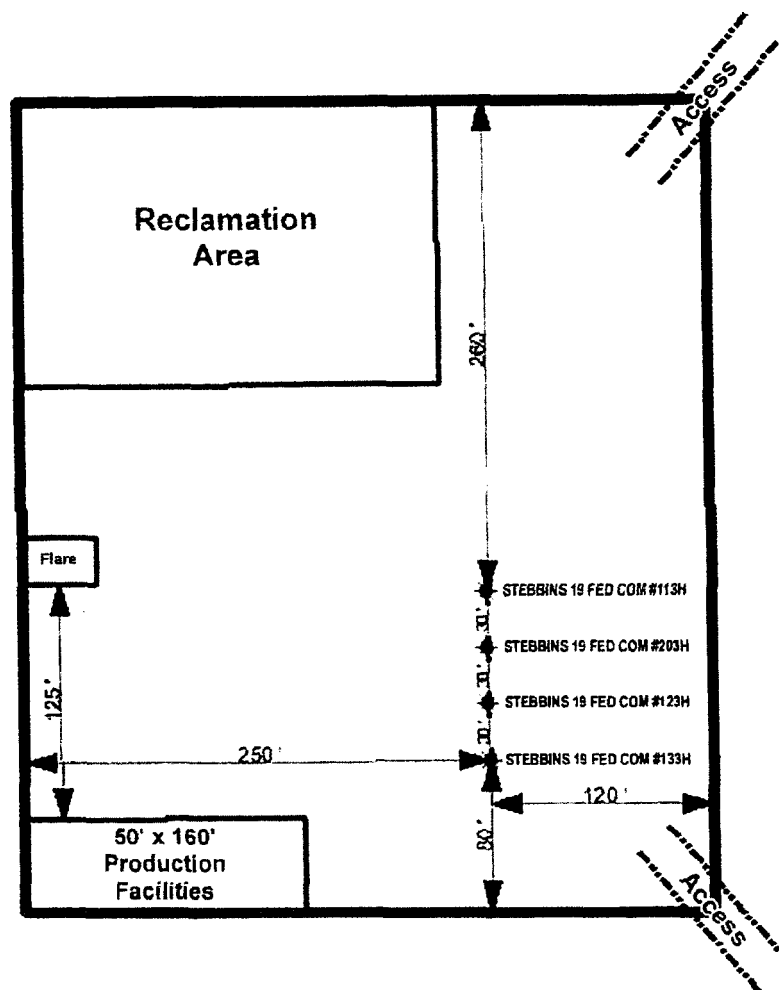 Access
Reclamation
Area
260'
Flare
STEBBINS 19 FED COM #113H
30'
STEBBINS 19 FED COM #203H
30'
125'
STEBBINS 19 FED COM #123H
30'
250'
STEBBINS 19 FED COM #133H
120'
80'
50' x 160'
Production
Facilities
Access